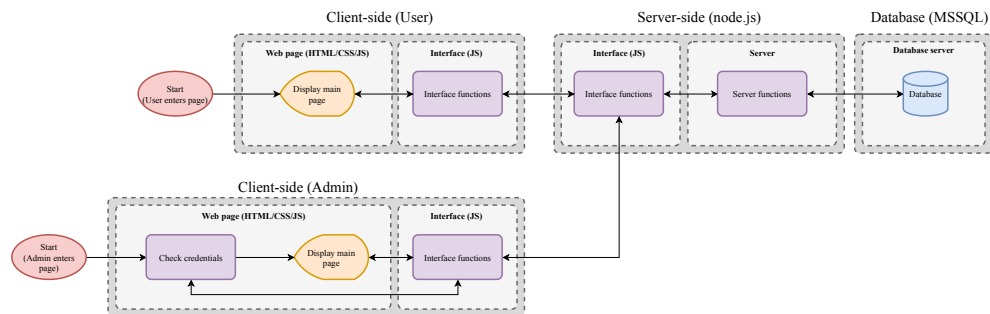 Client-side (User)
Server-side (node.js)
Database (MSSQL)
Web page (HTML/CSS/JS)
Interface (JS)
Interface (JS)
Server
Database server
Start
(User enters page)
Display main
page
Interface functions
Interface functions
Server functions
Database
Client-side (Admin)
Web page (HTML/CSS/JS)
Interface (JS)
Start
(Admin enters
page)
Check credentials
Display main
page
Interface functions